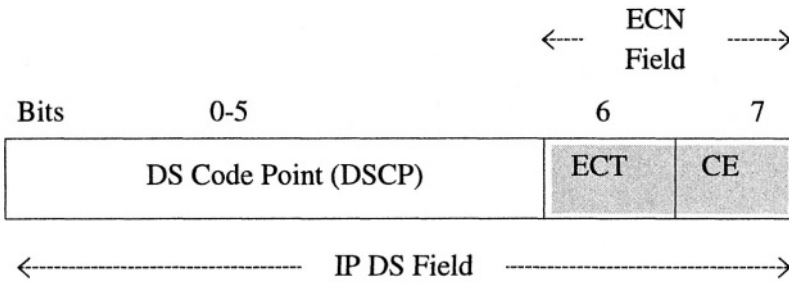 ECN
Field
Bits 0-5 6 7
DS Code Point (DSCP) ECT CE
IP DS Field